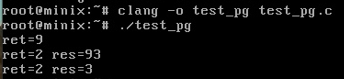 root@minix:~# clang -o test_pg test_pg.c
root@minix:~# ./test_pg
ret=9
ret=2 res=93
ret=2 res=3